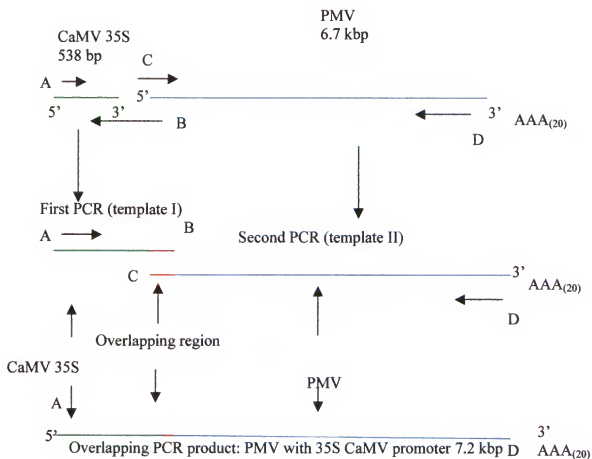 PMV
6.7 kbp
CaMV 35S
538 bp
C
A
5’
5’ 3’
B
3’
AAA(20)
D
First PCR (template I)
B
A
Second PCR (template II)
C
3’
AAA(20)
D
Overlapping region
CaMV 35S
PMV
A
5’
3’
Overlapping PCR product: PMV with 35S CaMV promoter 7.2 kbp D AAA(20)